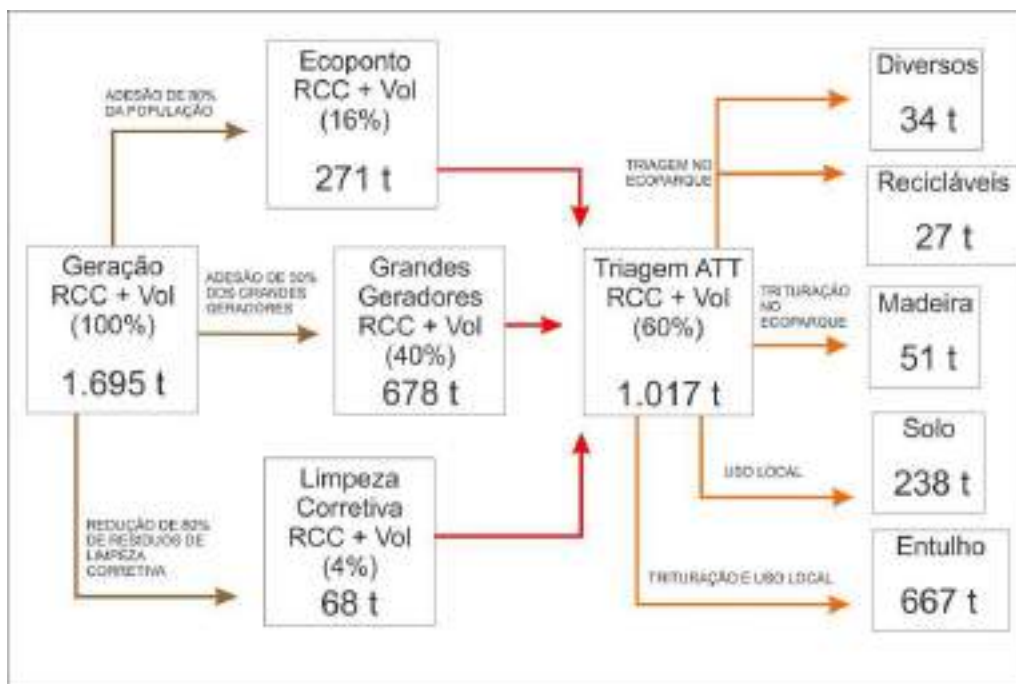 Ecoponto
RCC + Vol
(16%)
271 t
ADESÃO DE 80%
DA POPULAÇÃO
Geração
RCC + Vol
(100%)
1.695 t
ADESÃO DE 50%
DOS GRANDES
GERADORES
Grandes
Geradores
RCC + Vol
(40%)
678 t
REDUÇÃO DE 80%
DE RESÍDUOS DE
LIMPEZA
CORRETIVA
Limpeza
Corretiva
RCC + Vol
(4%)
68 t
Triagem ATT
RCC + Vol
(60%)
1.017 t
TRIAGEM NO
ECOPARQUE
Diversos
34 t
Recicláveis
27 t
TRITURAÇÃO
NO
ECOPARQUE
Madeira
51 t
USO LOCAL
Solo
238 t
TRITURAÇÃO E USO LOCAL
Entulho
667 t